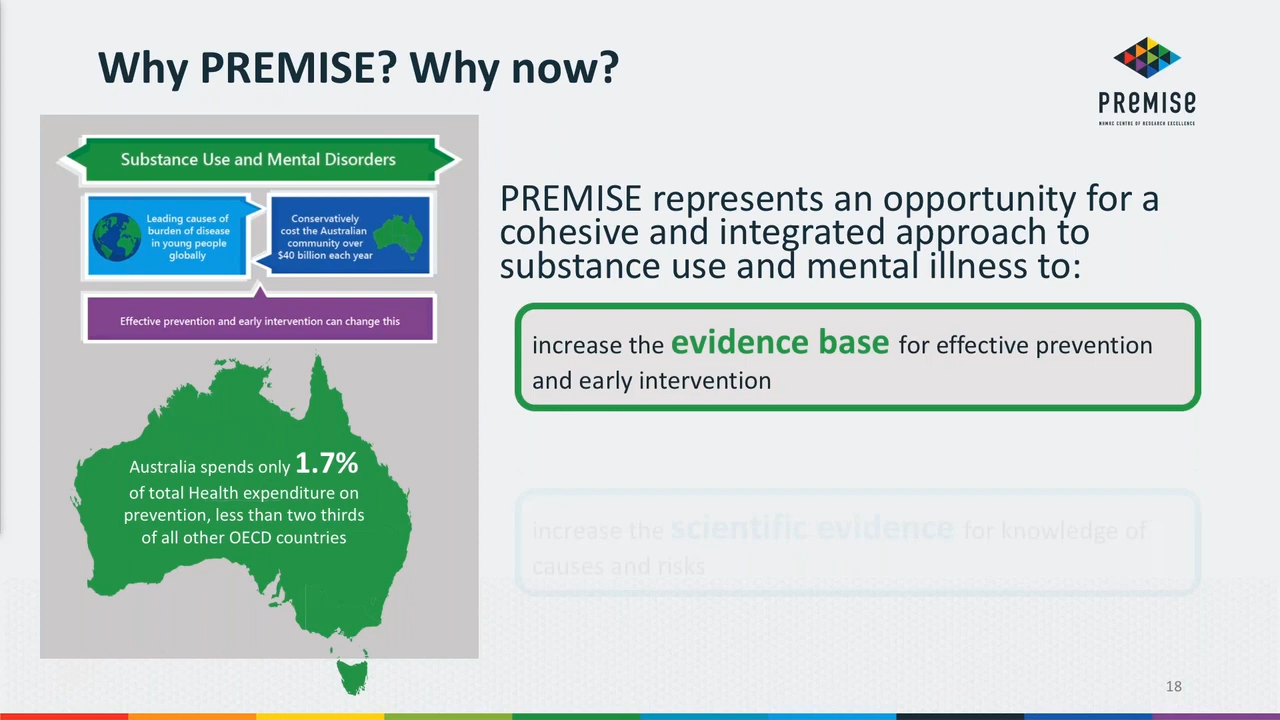 Why PREMISE? Why now?
PREMISE
NHMRC CENTRE OF RESEARCH EXCELLENCE
Substance Use and Mental Disorders
Leading causes of
burden of disease
in young people
globally
Conservatively
cost the Australian
community over
$40 billion each year
Effective prevention and early intervention can change this
Australia spends only 1.7%
of total Health expenditure on
prevention, less than two thirds
of all other OECD countries
PREMISE represents an opportunity for a
cohesive and integrated approach to
substance use and mental illness to:
increase the evidence base for effective prevention
and early intervention
increase the scientific evidence for knowledge of
causes and risks
18